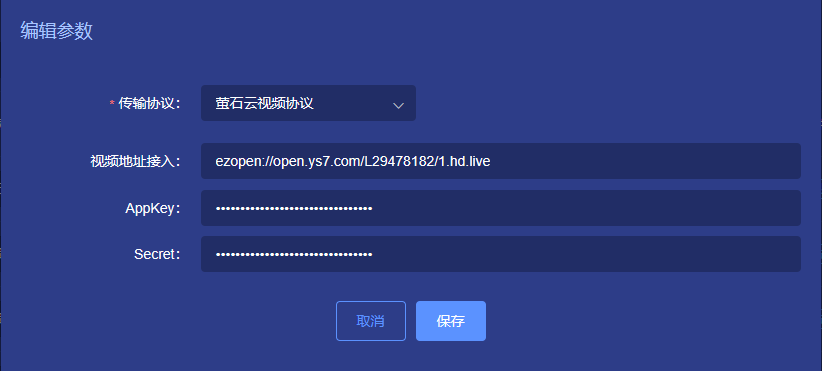 编辑参数
* 传输协议： 萤石云视频协议
视频地址接入： ezopen://open.ys7.com/L29478182/1.hd.live
AppKey： ••••••••••••••••••••••••••••••••
Secret： ••••••••••••••••••••••••••••••••
取消 保存